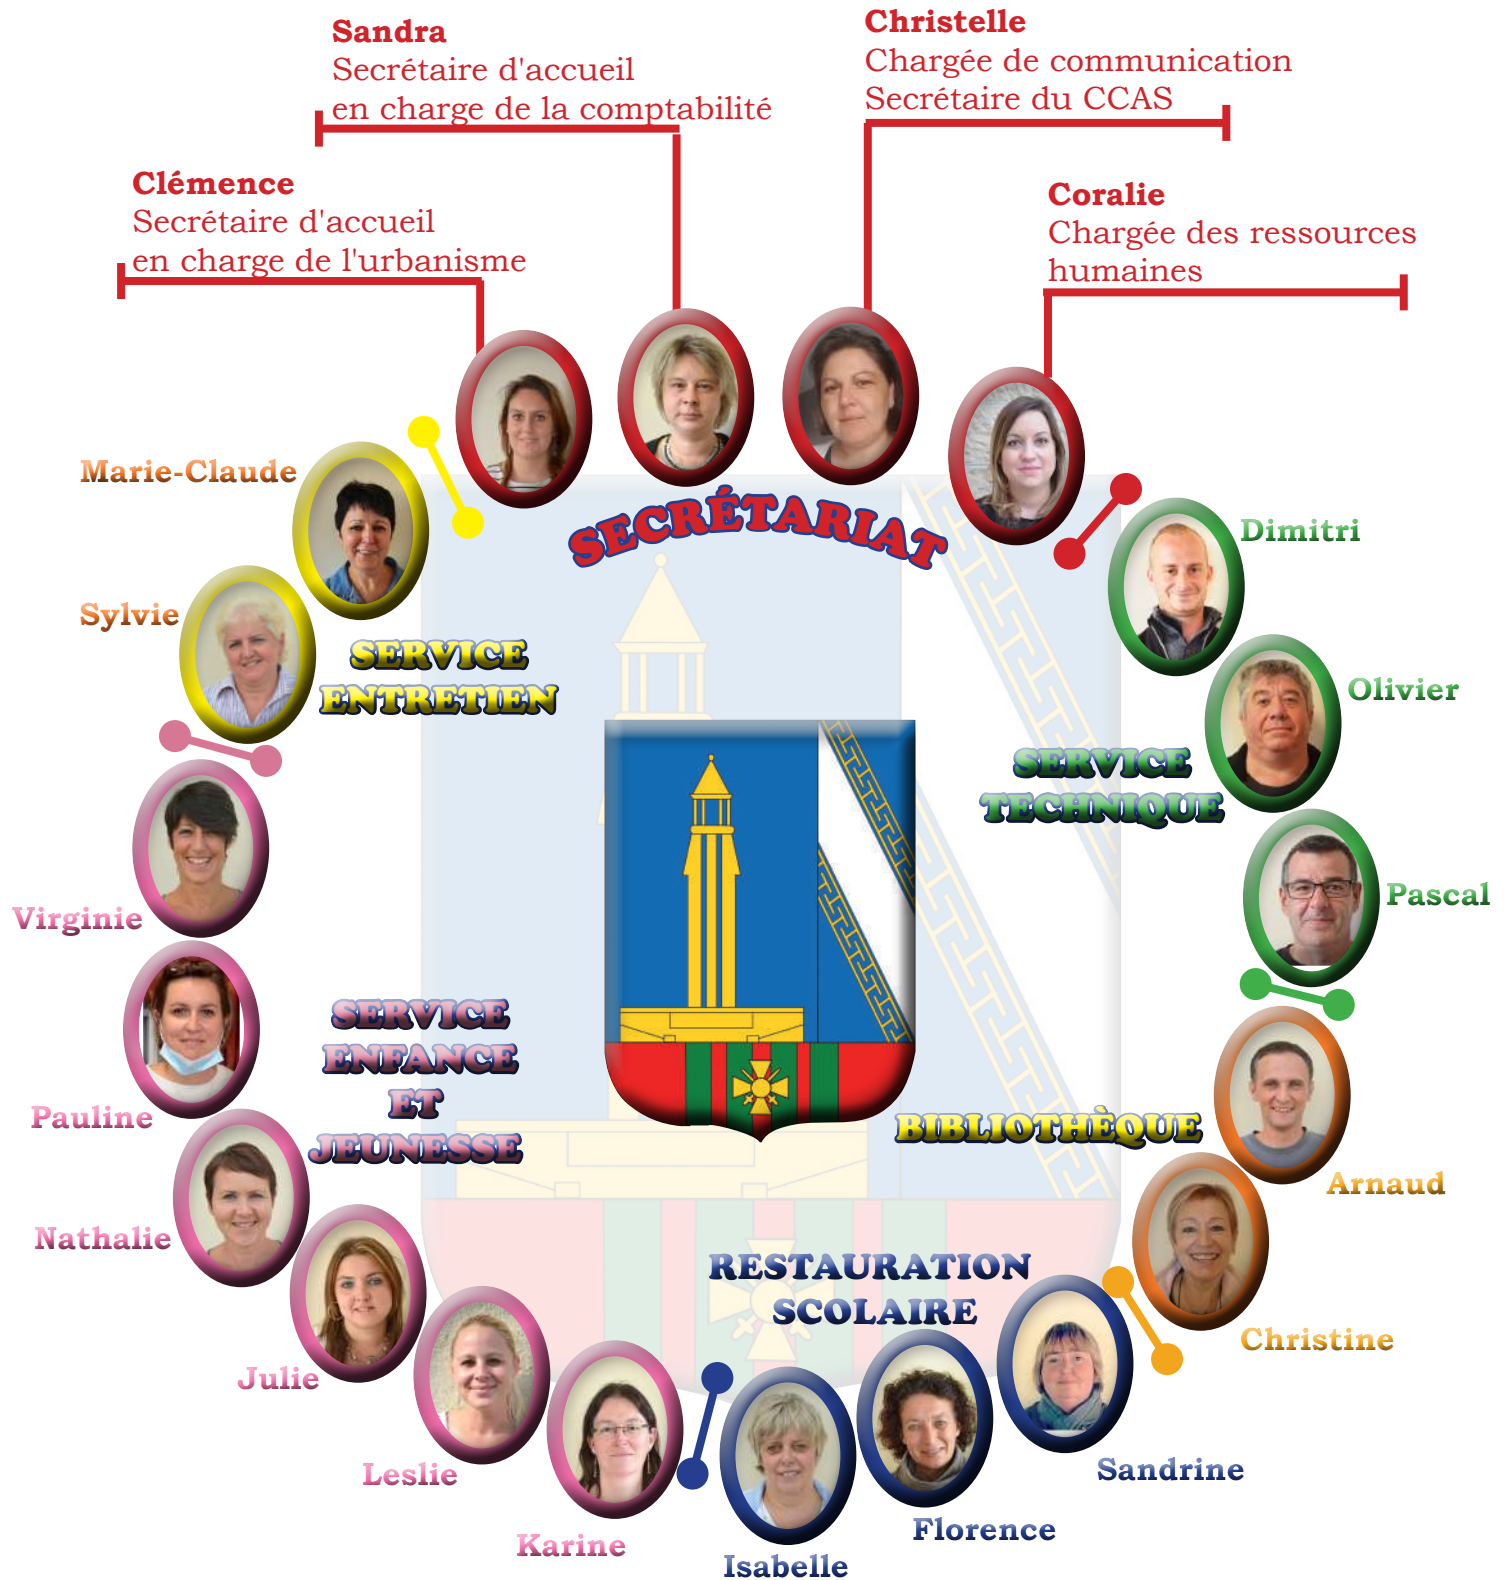 Sandra
Secrétaire d'accueil
en charge de la comptabilité
Christelle
Chargée de communication
Secrétaire du CCAS
Clémence
Secrétaire d'accueil
en charge de l'urbanisme
Coralie
Chargée des ressources
humaines
SECRÉTARIAT
Marie-Claude
Sylvie
SERVICE
ENTRETIEN
Dimitri
Olivier
Pascal
SERVICE
TECHNIQUE
Virginie
Pauline
Nathalie
Julie
Leslie
Karine
SERVICE
ENFANCE
ET
JEUNESSE
BIBLIOTHÈQUE
Arnaud
Christine
RESTAURATION
SCOLAIRE
Sandrine
Florence
Isabelle